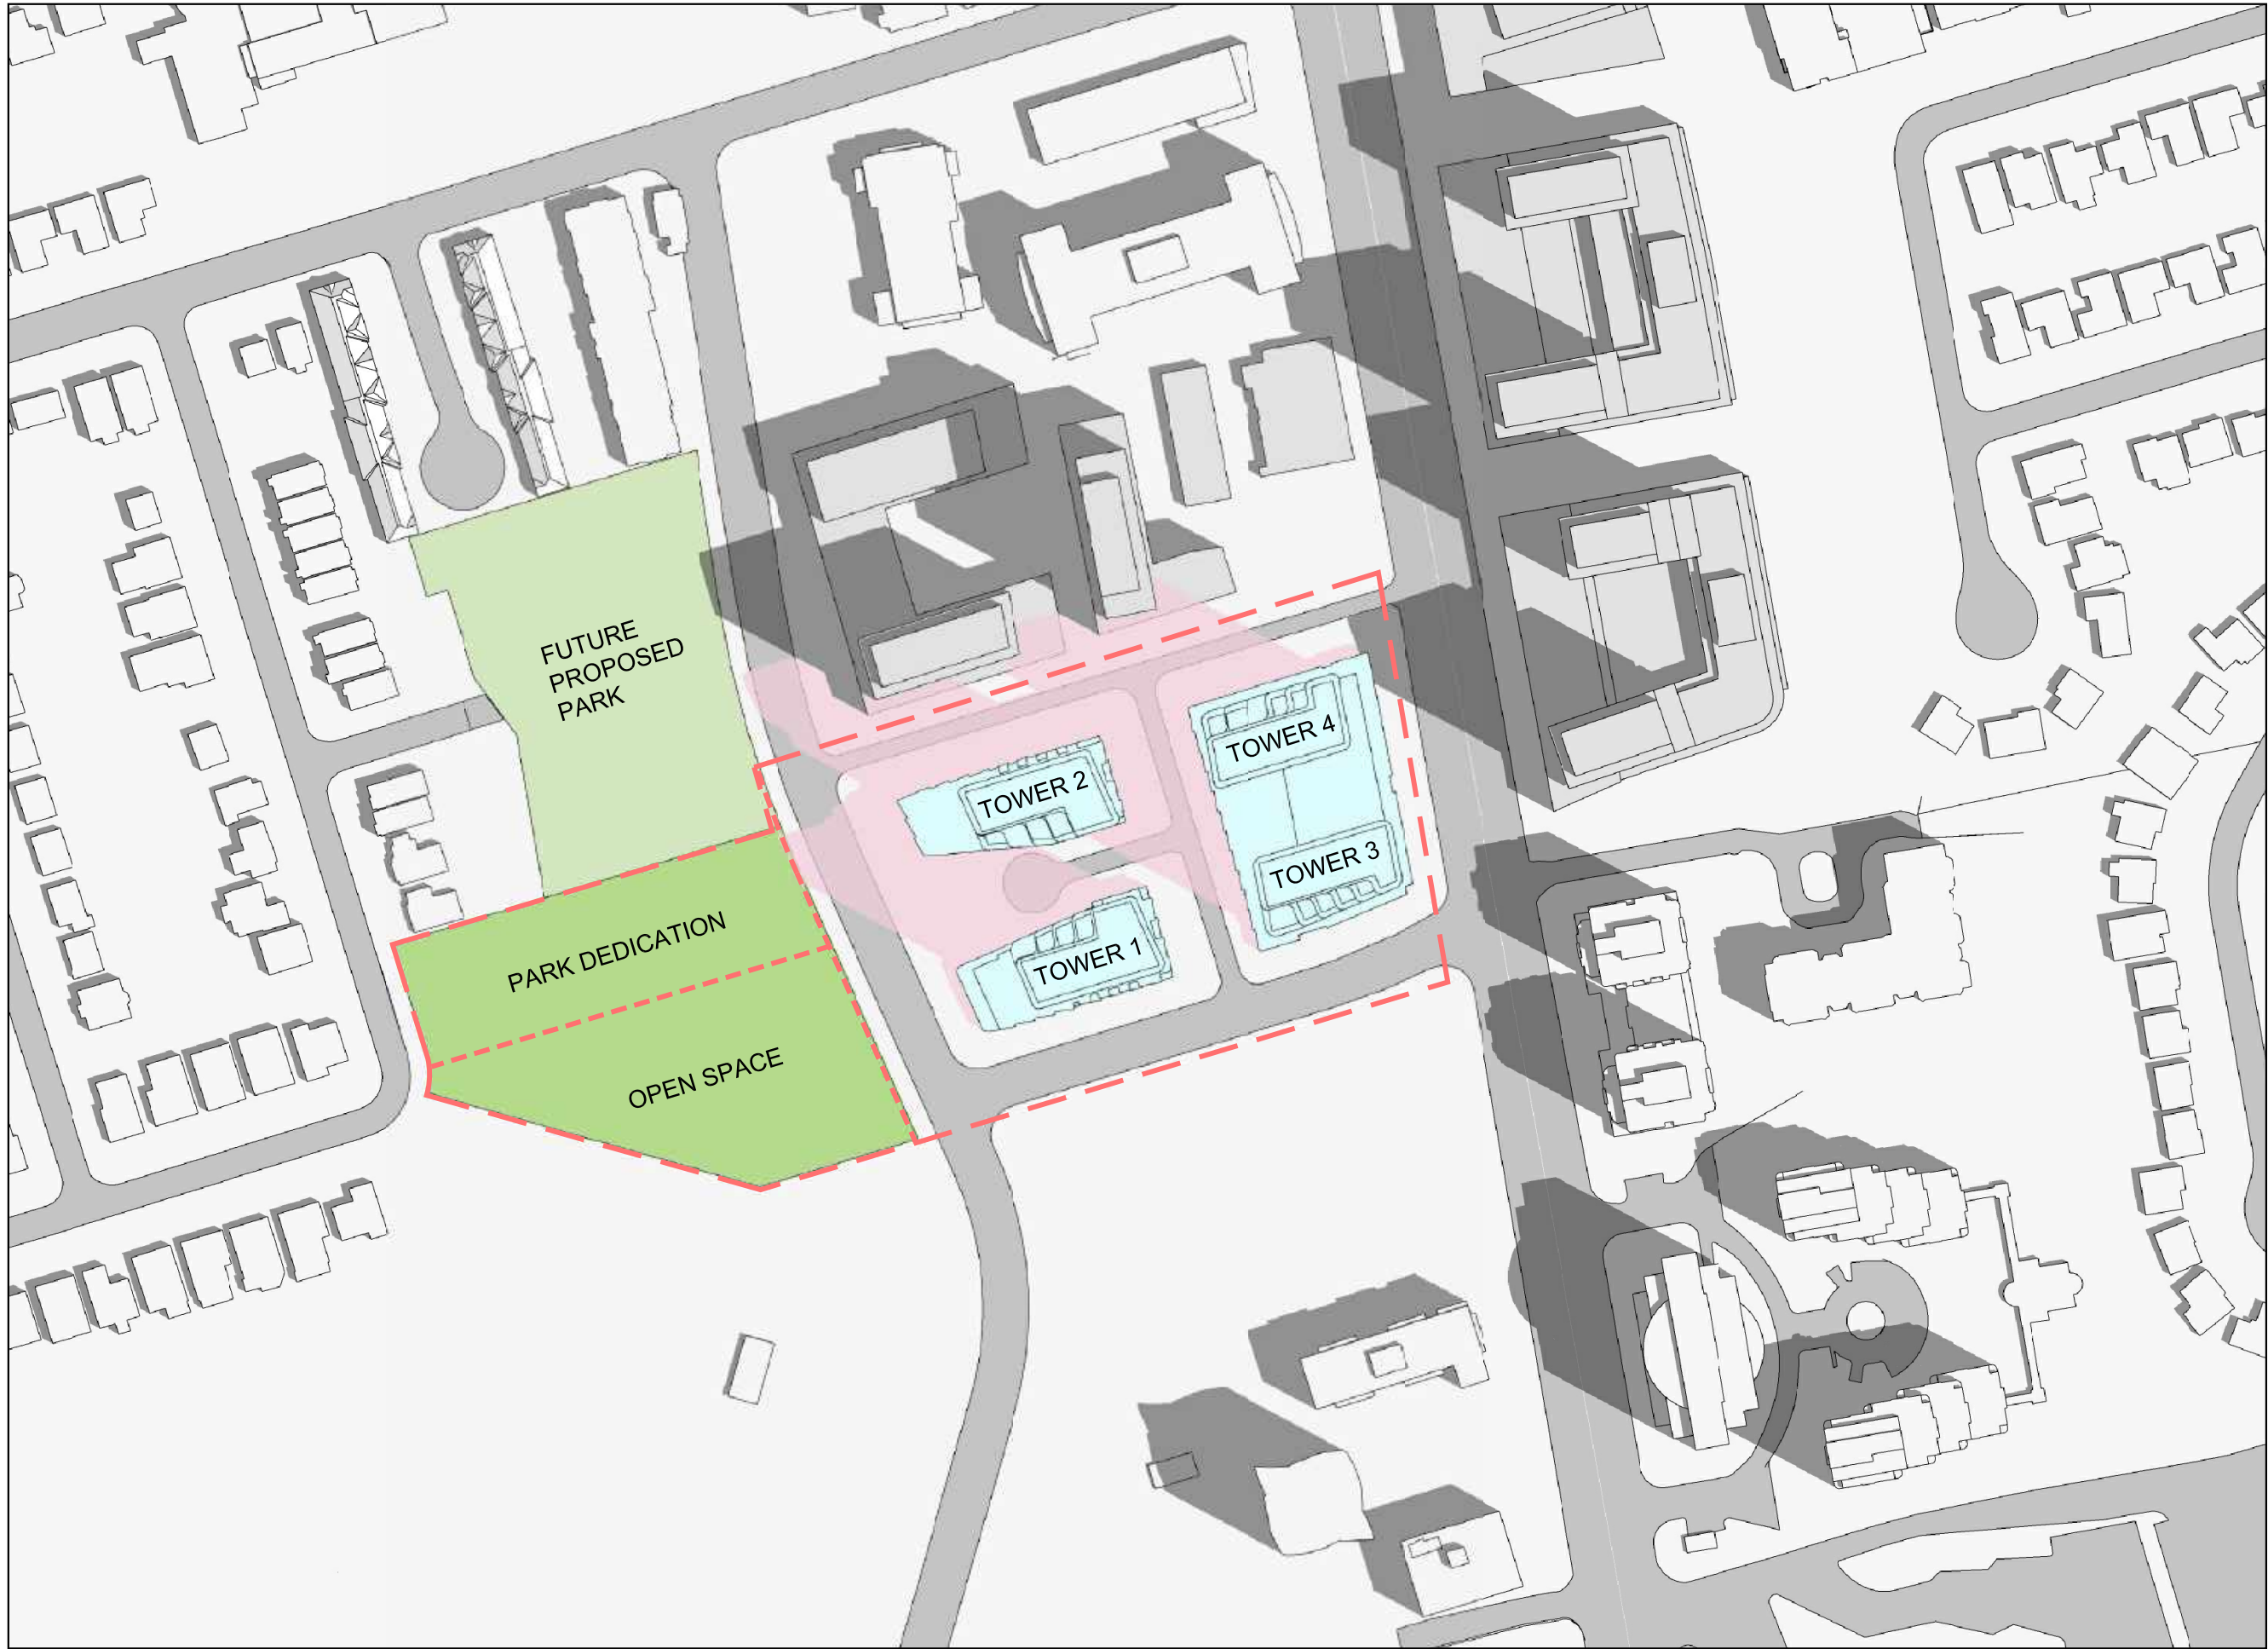 FUTURE
PROPOSED
PARK
TOWER 4
TOWER 2
TOWER 3
PARK DEDICATION
TOWER 1
OPEN SPACE